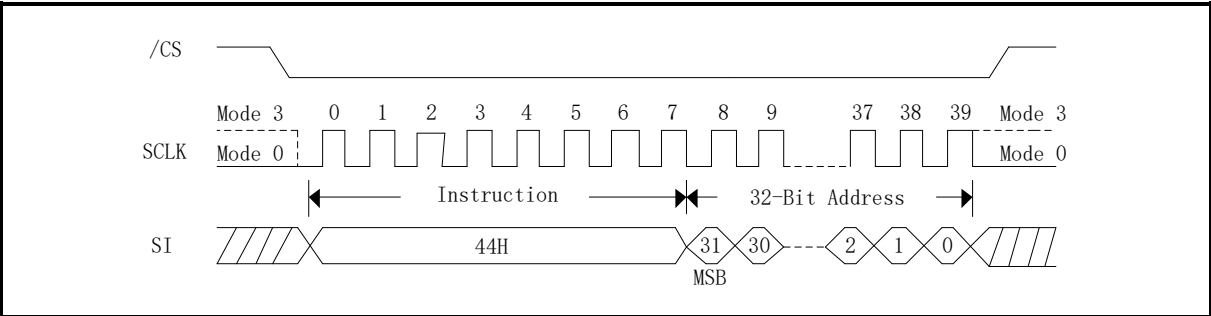 /CS
Mode 3 0 1 2 3 4 5 6 7 8 9 37 38 39 Mode 3
SCLK Mode 0 Mode 0
Instruction 32-Bit Address
SI 44H 31 30 2 1 0
MSB